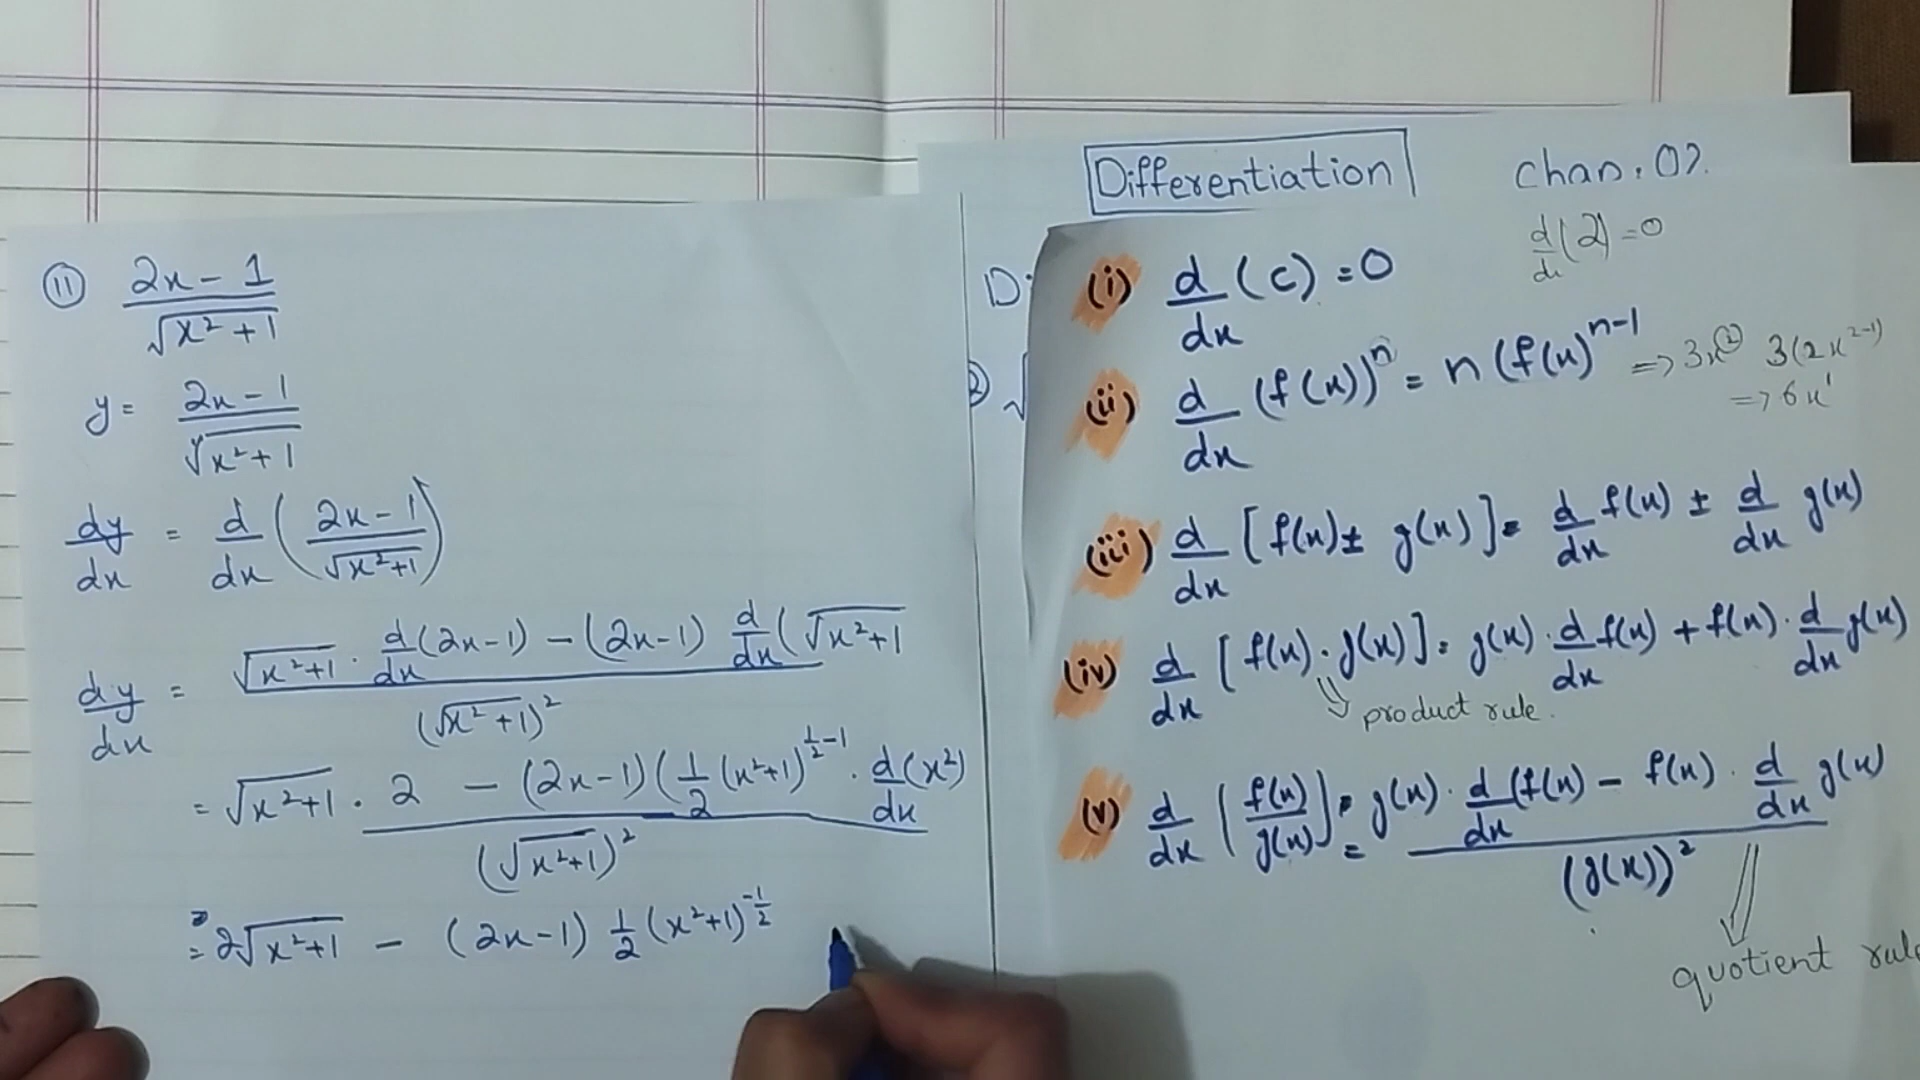 Differentiation
Chap. 02
d/dx (2) = 0
(11) 2x - 1 / √x² + 1
y = 2x - 1 / √x² + 1
dy/dx = d/dx (2x - 1 / √x²+1)
dy/dx = √x²+1 . d/dx (2x-1) - (2x-1) d/dx (√x²+1 / (√x²+1)²
= √x²+1 . 2 - (2x-1)(1/2 (x²+1)^1/2-1 . d/dx (x²) / (√x²+1)²
= 2√x²+1 - (2x-1) 1/2 (x²+1)^-1/2
(i) d/dx (c) = 0
(ii) d/dx (f(x))^n = n(f(x)^n-1 => 3x² 3(2x^2-1)
=> 6x¹
(iii) d/dx [f(x) ± g(x)] = d/dx f(x) ± d/dx g(x)
(iv) d/dx [f(x) . g(x)] = g(x) . d/dx f(x) + f(x) . d/dx g(x)
product rule.
(v) d/dx (f(x)/g(x)] = g(x) . d/dx (f(x) - f(x) . d/dx g(x) / (g(x))²
quotient rule